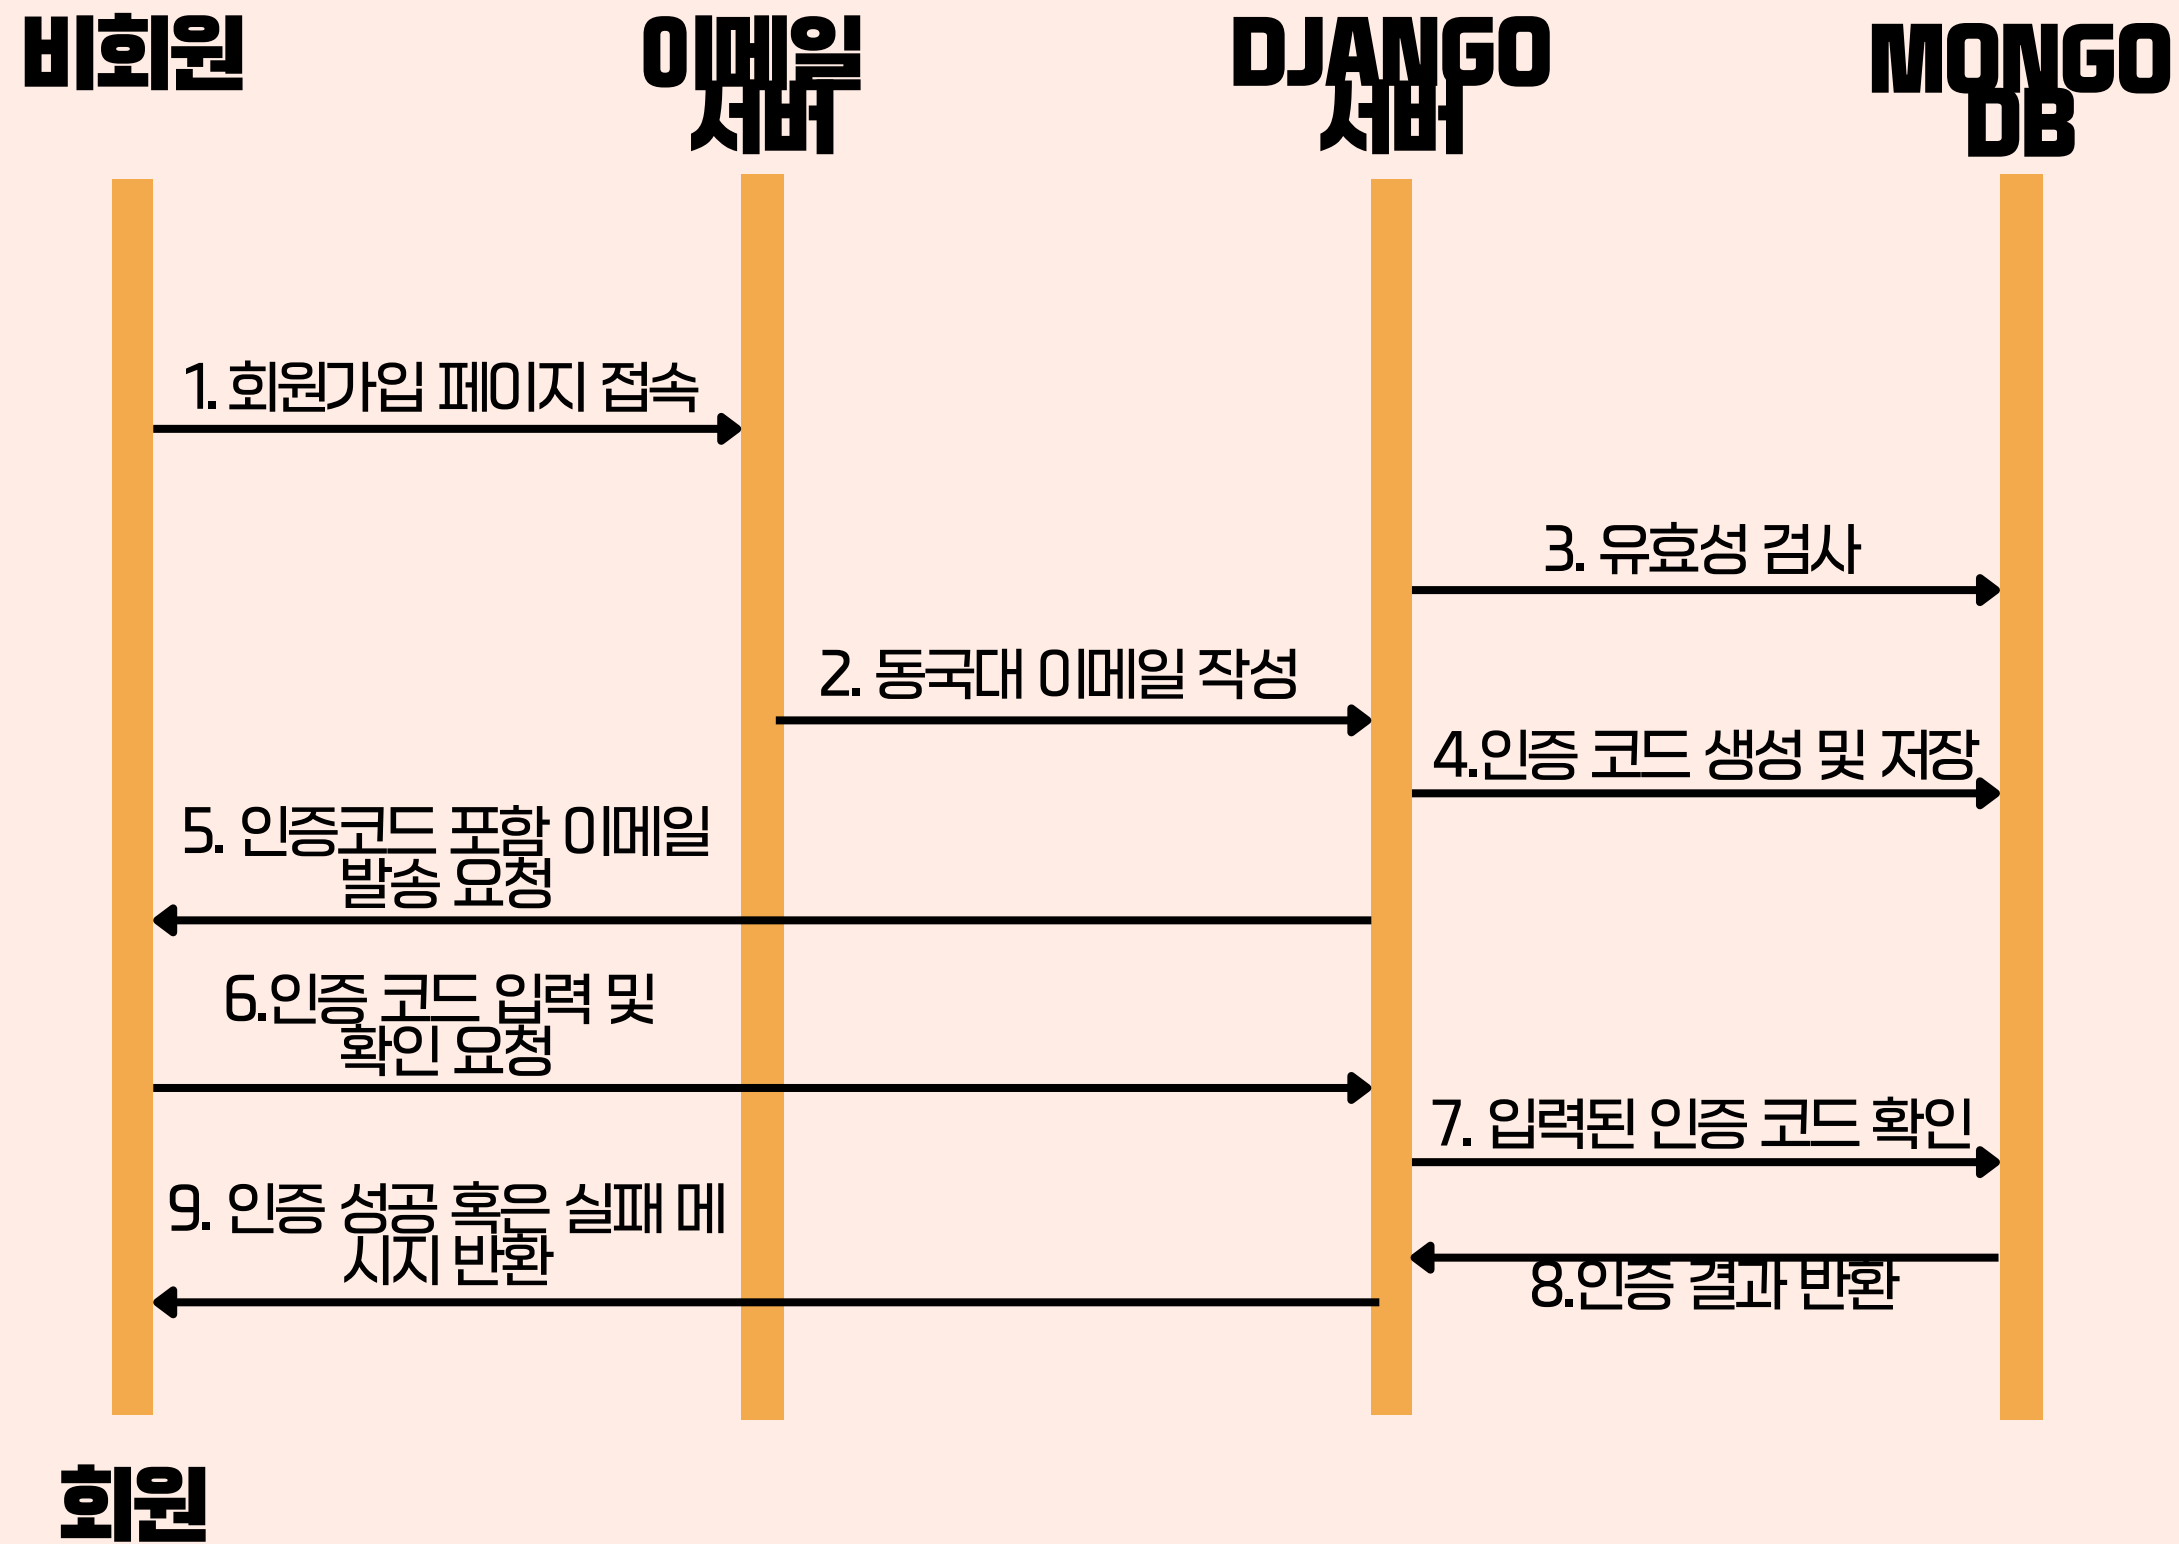 비회원
이메일
서버
DJANGO
서버
MONGO
DB
1. 회원가입 페이지 접속
3. 유효성 검사
2. 동국대 이메일 작성
4.인증 코드 생성 및 저장
5. 인증코드 포함 이메일
발송 요청
6.인증 코드 입력 및
확인 요청
7. 입력된 인증 코드 확인
9. 인증 성공 혹은 실패 메
시지 반환
8.인증 결과 반환
회원